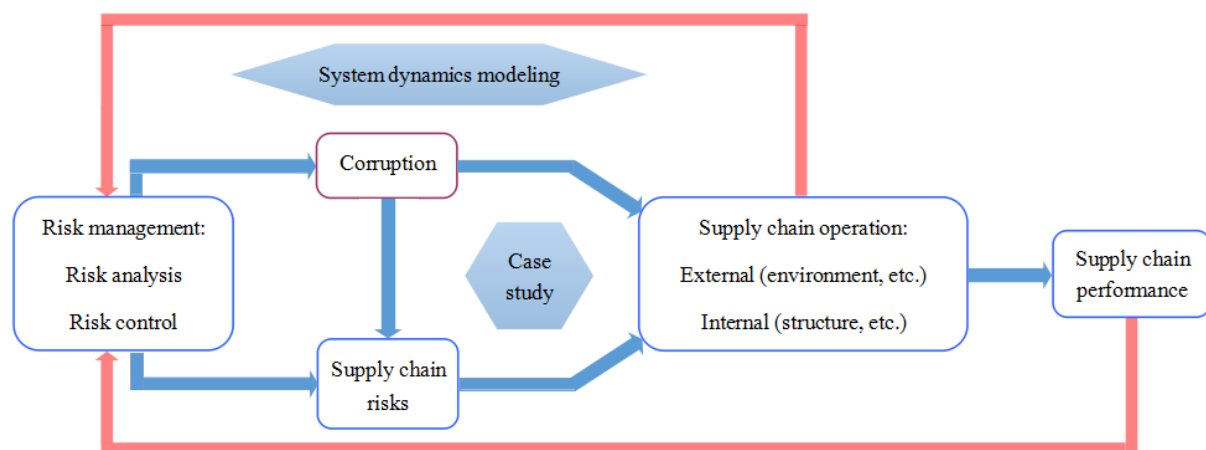 System dynamics modeling
Corruption
Risk management:
Risk analysis
Risk control
Case
study
Supply chain
risks
Supply chain operation:
External (environment, etc.)
Internal (structure, etc.)
Supply chain
performance